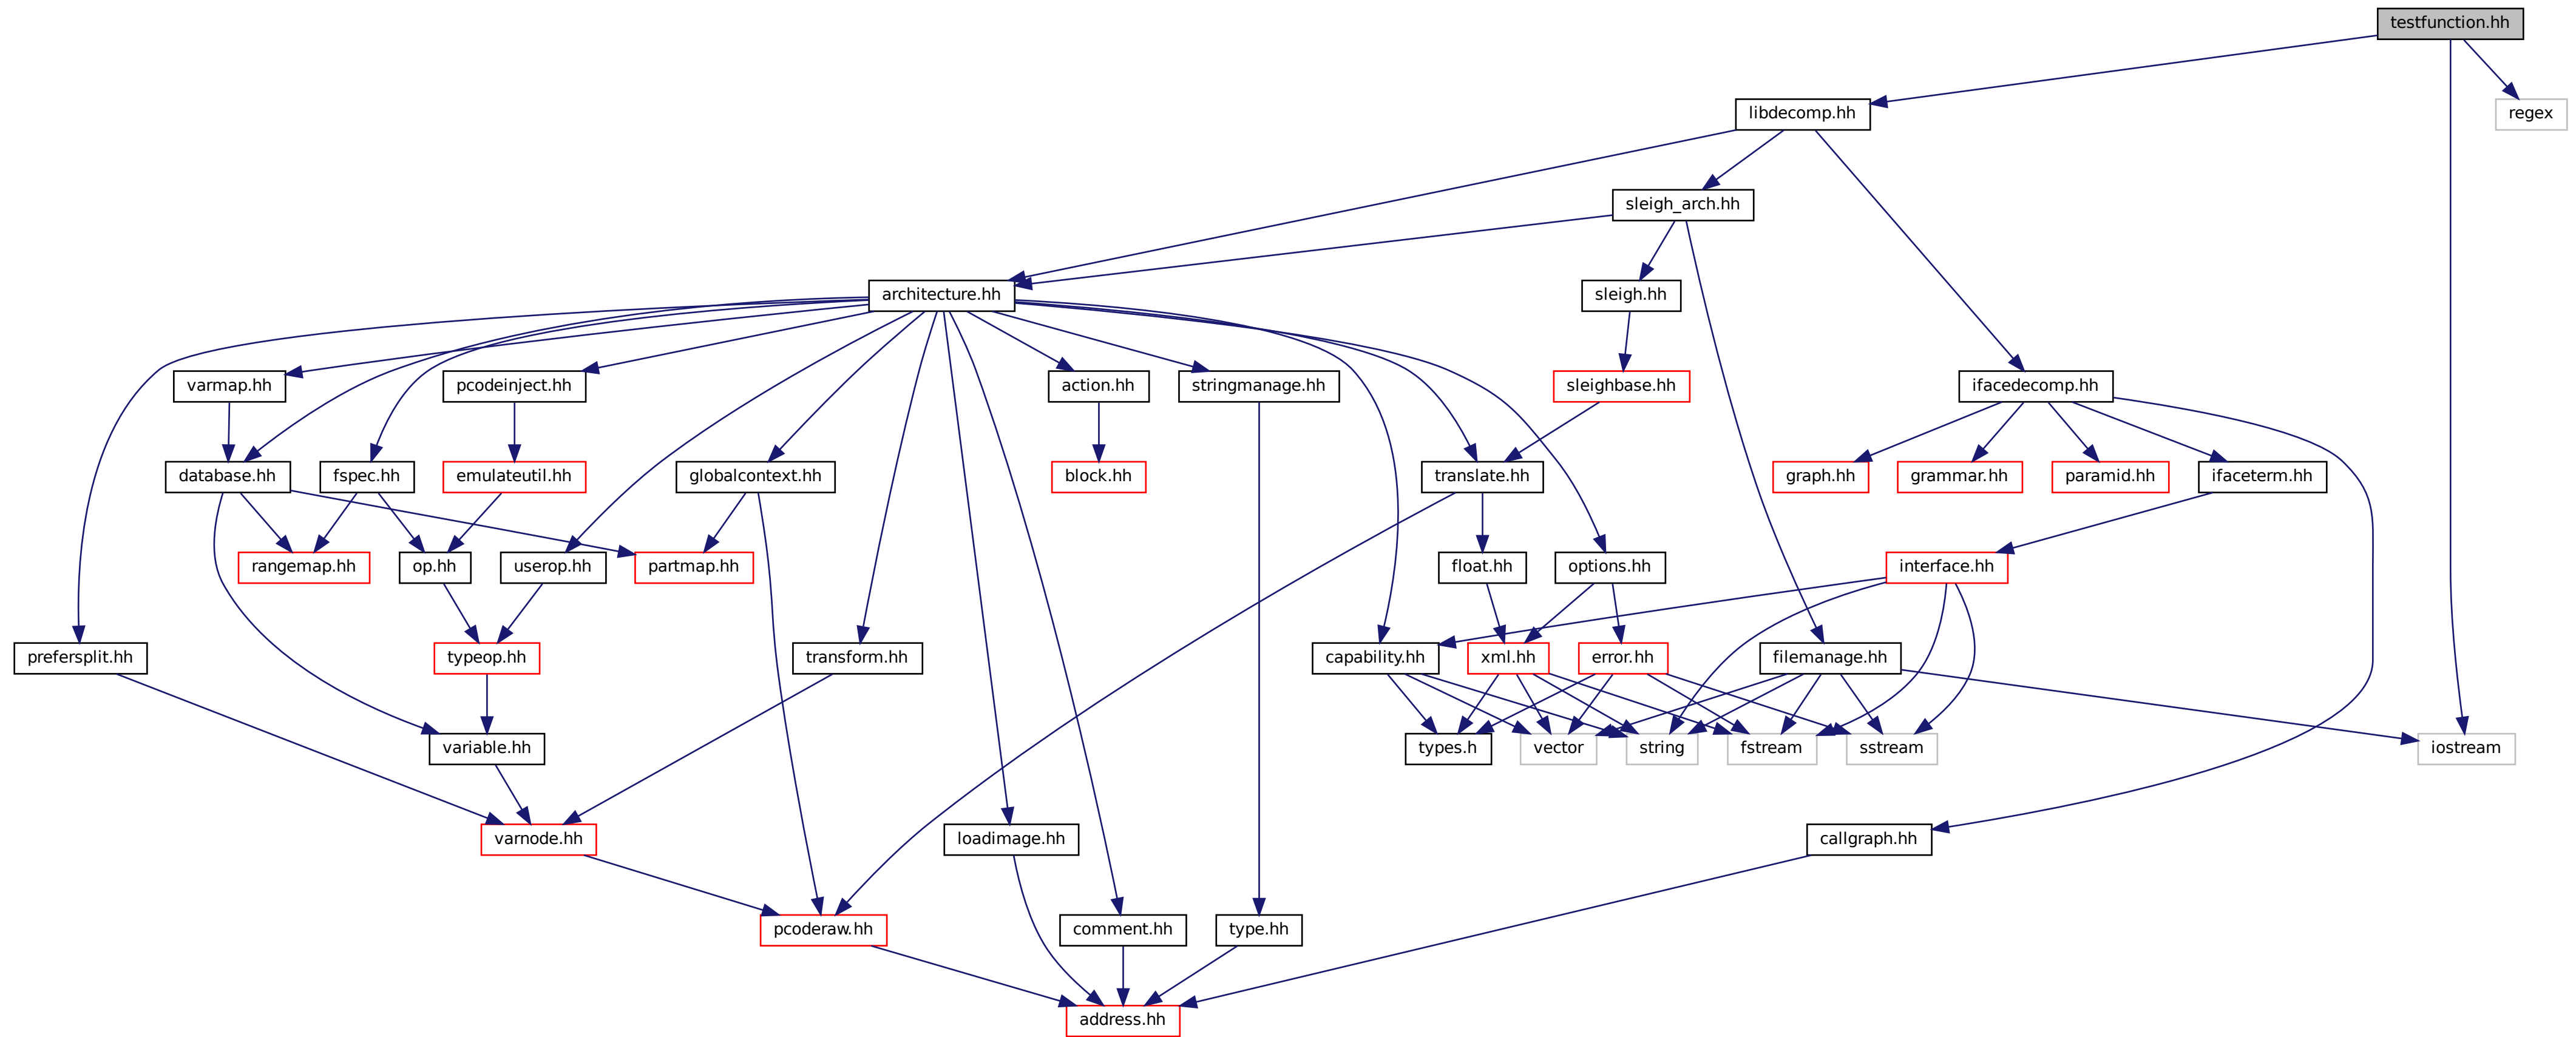 testfunction.hh
libdecomp.hh
regex
sleigh_arch.hh
architecture.hh
sleigh.hh
varmap.hh
pcodeinject.hh
action.hh
stringmanage.hh
sleighbase.hh
ifacedecomp.hh
database.hh
fspec.hh
emulateutil.hh
globalcontext.hh
block.hh
translate.hh
graph.hh
grammar.hh
paramid.hh
ifaceterm.hh
rangemap.hh
op.hh
userop.hh
partmap.hh
float.hh
options.hh
interface.hh
prefersplit.hh
typeop.hh
transform.hh
capability.hh
xml.hh
error.hh
filemanage.hh
variable.hh
types.h
vector
string
fstream
sstream
iostream
varnode.hh
loadimage.hh
callgraph.hh
pcoderaw.hh
comment.hh
type.hh
address.hh